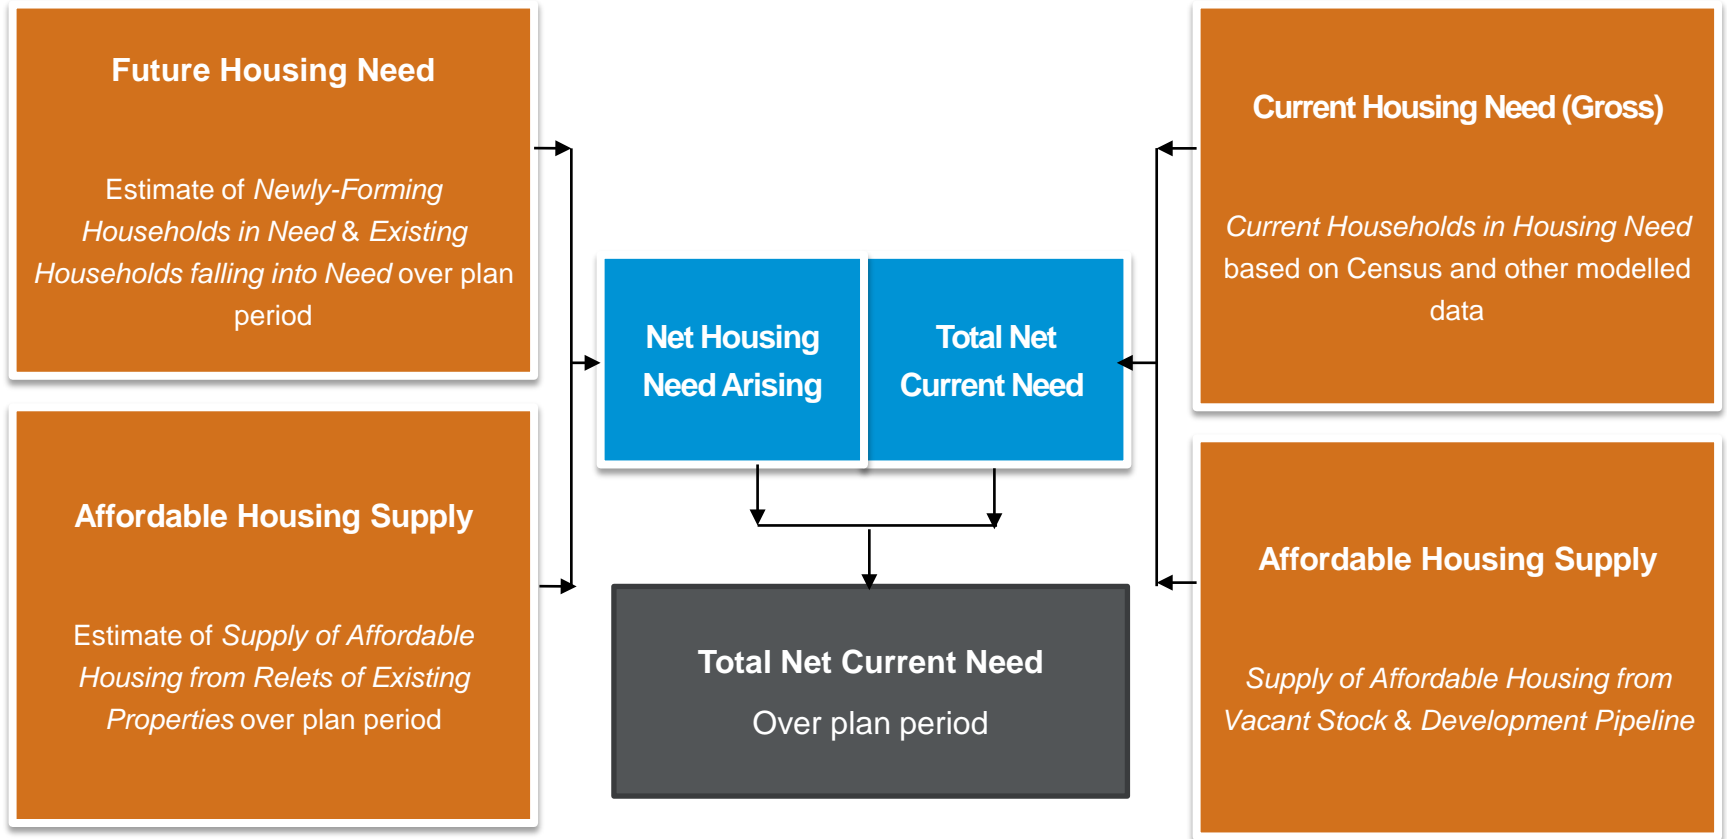 Future Housing Need
Estimate of Newly-Forming
Households in Need & Existing
Households falling into Need over plan
period
Affordable Housing Supply
Estimate of Supply of Affordable
Housing from Relets of Existing
Properties over plan period
Net Housing
Need Arising
Total Net
Current Need
Total Net Current Need
Over plan period
Current Housing Need (Gross)
Current Households in Housing Need
based on Census and other modelled
data
Affordable Housing Supply
Supply of Affordable Housing from
Vacant Stock & Development Pipeline